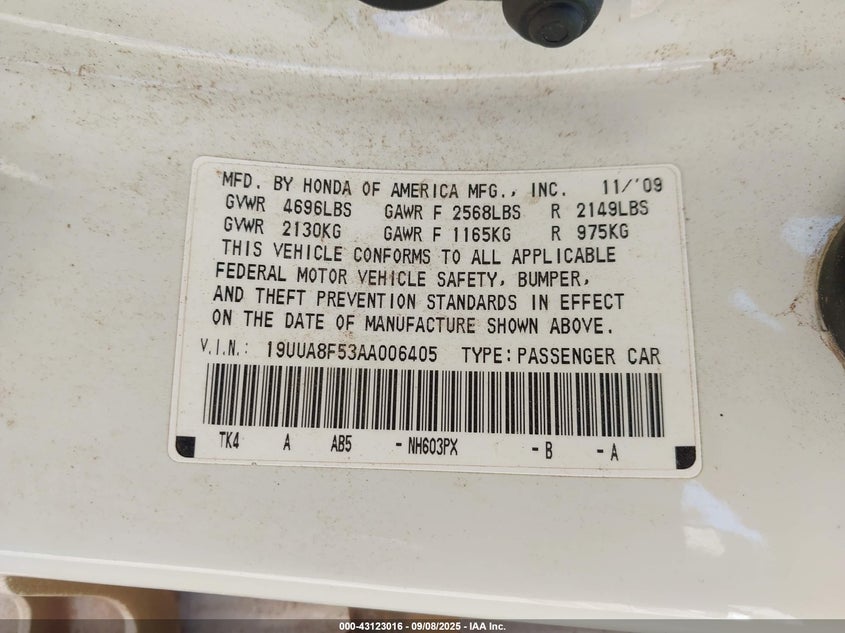 MFD. BY HONDA OF AMERICA MFG., INC. 11/'09
GVWR 4696LBS GAWR F 2568LBS R 2149LBS
GVWR 2130KG GAWR F 1165KG R 975KG
THIS VEHICLE CONFORMS TO ALL APPLICABLE
FEDERAL MOTOR VEHICLE SAFETY, BUMPER,
AND THEFT PREVENTION STANDARDS IN EFFECT
ON THE DATE OF MANUFACTURE SHOWN ABOVE.
V.I.N.: 19UUA8F53AA006405 TYPE: PASSENGER CAR
TK4 A AB5 - NH603PX - B - A
000-43123016 - 09/08/2025 - IAA Inc.